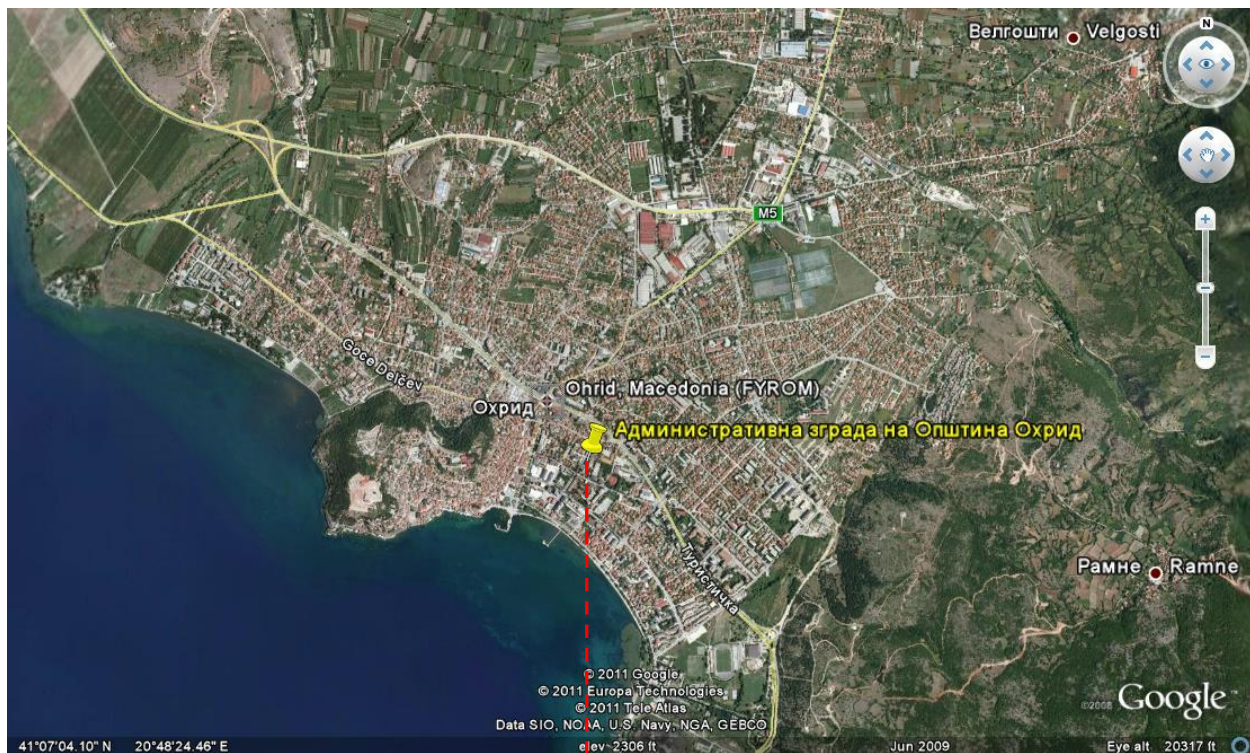 Велгошти Velgosti
N
M5
Goce Delčev
Ohrid, Macedonia (FYROM)
Охрид
Административна зграда на Општина Охрид
Туристичка
Рамне Ramne
© 2011 Google
© 2011 Europa Technologies
© 2011 Tele Atlas
Data SIO, NOAA, U.S. Navy, NGA, GEBCO
©2008 Google™
41°07'04.10" N 20°48'24.46" E elev 2306 ft Jun 2009 Eye alt 20317 ft